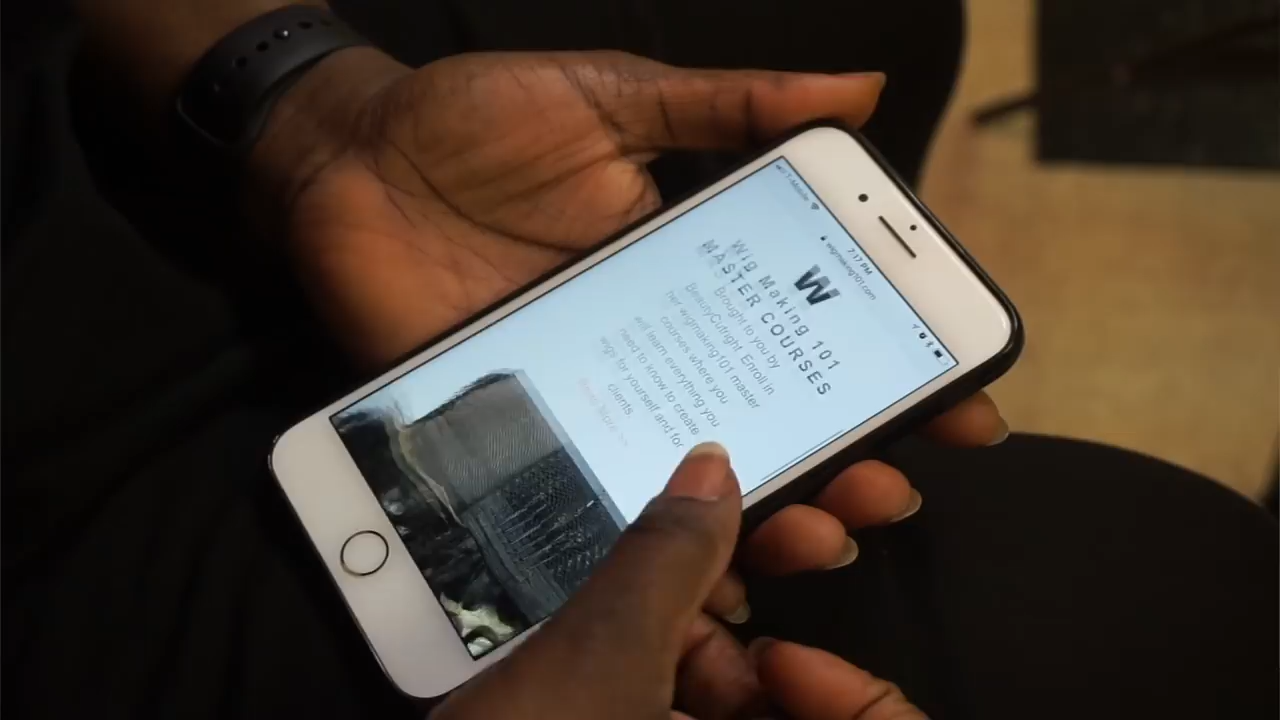 T-Mobile
7:17 PM
wigmaking101.com
W
Wig Making 101
MASTER COURSES
Brought to you by
BeautyCutright. Enroll in
her wigmaking101 master
courses where you
will learn everything you
need to know to create
wigs for yourself and for
clients.